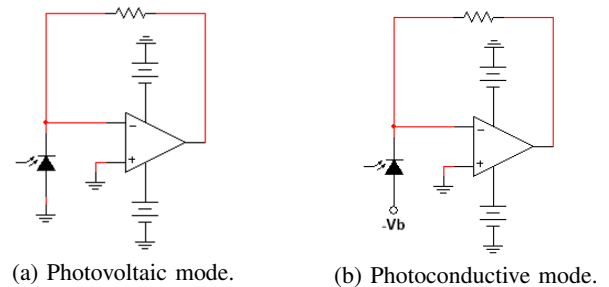 −
+
−
+
-Vb
(a) Photovoltaic mode.
(b) Photoconductive mode.